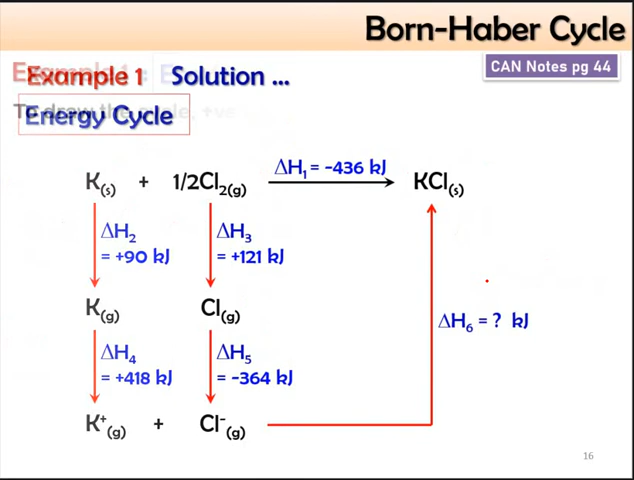 Born-Haber Cycle
CAN Notes pg 44
Example 1 Solution ...
Energy Cycle
K(s) + 1/2Cl2(g) ΔH1 = -436 kJ KCl(s)
ΔH2 = +90 kJ
ΔH3 = +121 kJ
K(g) Cl(g)
ΔH6 = ? kJ
ΔH4 = +418 kJ
ΔH5 = -364 kJ
K+(g) + Cl-(g)
16